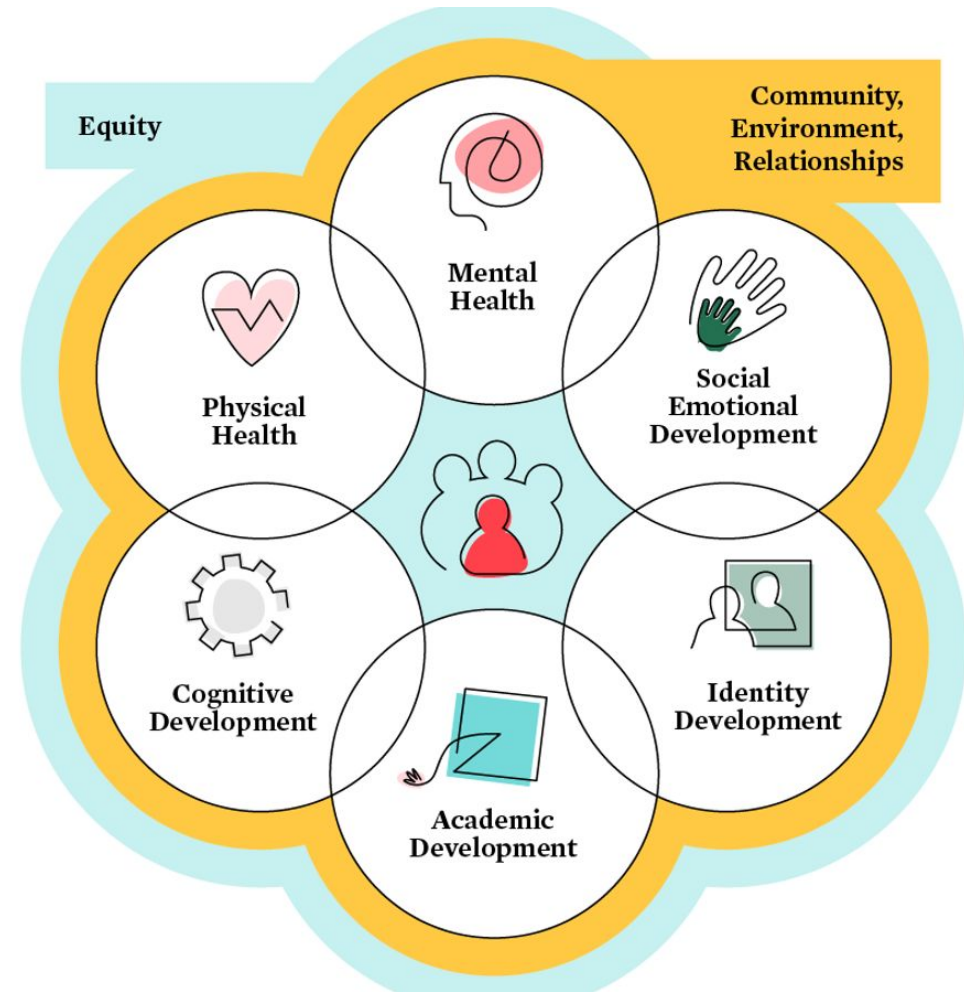 Equity
Community,
Environment,
Relationships
Mental
Health
Physical
Health
Social
Emotional
Development
Cognitive
Development
Identity
Development
Academic
Development